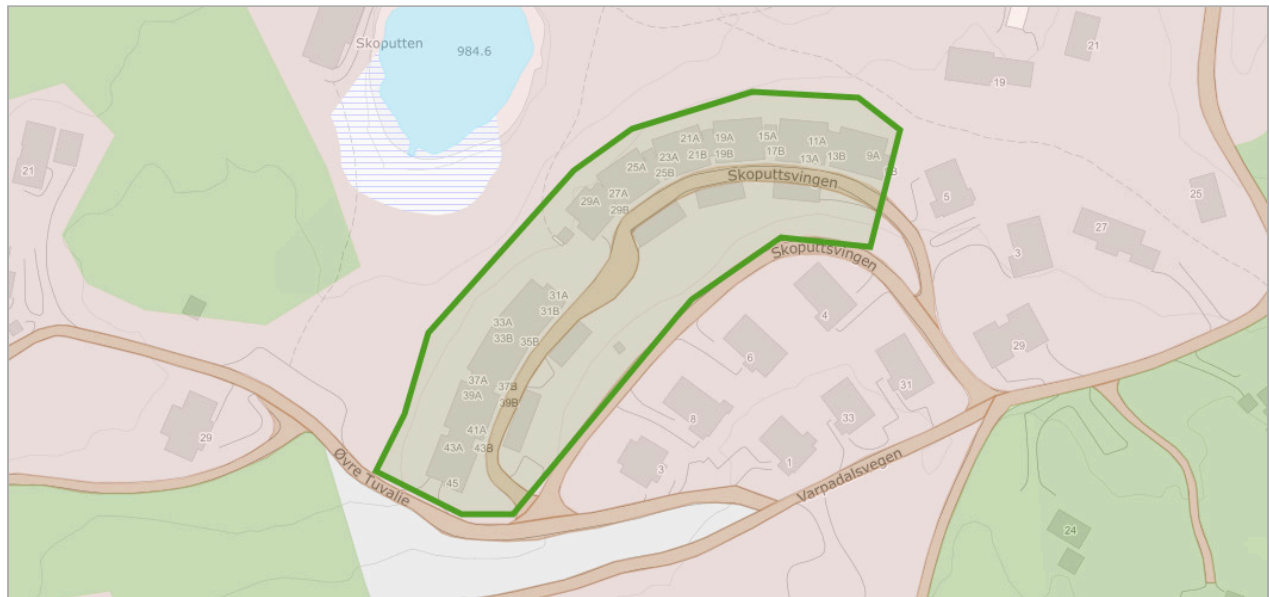 Skoputten
984.6
21
19
21A
19A
15A
11A
23A
21B
19B
17B
13A
13B
9A
25A
25B
27A
29A
29B
Skoputtsvingen
5
25
21
27
3
Skoputtsvingen
31A
31B
4
33A
33B
35B
29
6
31
37A
37B
39A
39B
8
33
41A
43A
43B
29
1
3
Øvre Tuvalie
45
Varpadalsvegen
24